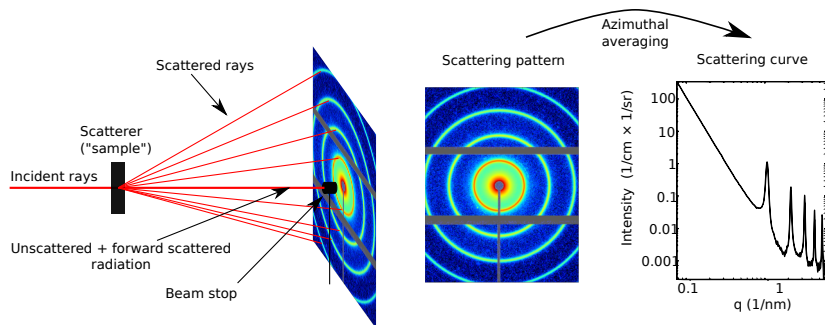 Azimuthal
averaging
Scattered rays
Scattering pattern
Scattering curve
Scatterer
("sample")
Incident rays
Unscattered + forward scattered
radiation
Beam stop
Intensity (1/cm × 1/sr)
100
10
1
0.1
0.01
0.001
0.1
1
q (1/nm)